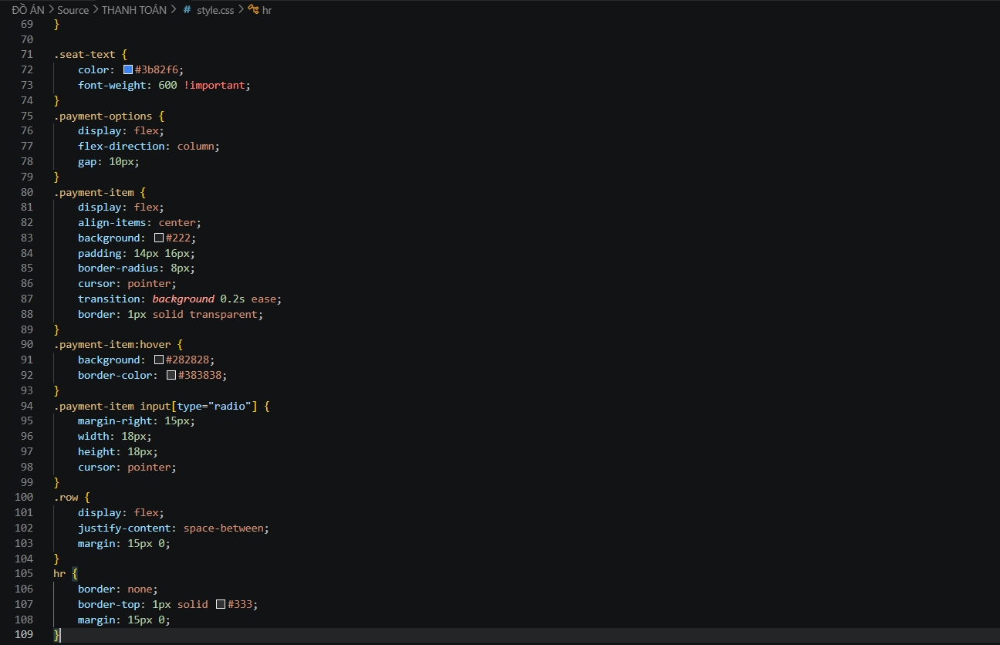 ĐỒ ÁN > Source > THANH TOÁN > # style.css > hr
69 }
70
71 .seat-text {
72     color: #3b82f6;
73     font-weight: 600 !important;
74 }
75 .payment-options {
76     display: flex;
77     flex-direction: column;
78     gap: 10px;
79 }
80 .payment-item {
81     display: flex;
82     align-items: center;
83     background: #222;
84     padding: 14px 16px;
85     border-radius: 8px;
86     cursor: pointer;
87     transition: background 0.2s ease;
88     border: 1px solid transparent;
89 }
90 .payment-item:hover {
91     background: #282828;
92     border-color: #383838;
93 }
94 .payment-item input[type="radio"] {
95     margin-right: 15px;
96     width: 18px;
97     height: 18px;
98     cursor: pointer;
99 }
100 .row {
101     display: flex;
102     justify-content: space-between;
103     margin: 15px 0;
104 }
105 hr {
106     border: none;
107     border-top: 1px solid #333;
108     margin: 15px 0;
109 }